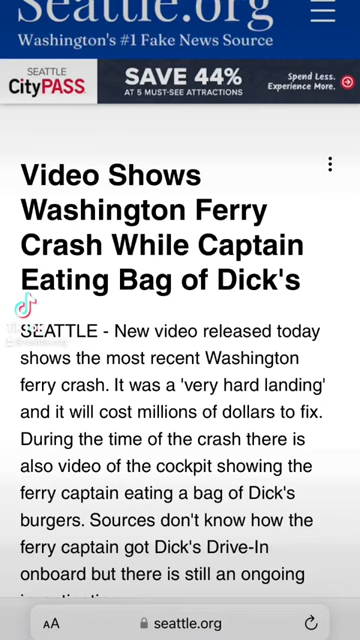 Seattle.org
Washington's #1 Fake News Source
SEATTLE
CityPASS
SAVE 44%
AT 5 MUST-SEE ATTRACTIONS
Spend Less.
Experience More.
Video Shows
Washington Ferry
Crash While Captain
Eating Bag of Dick's
SEATTLE - New video released today
shows the most recent Washington
ferry crash. It was a 'very hard landing'
and it will cost millions of dollars to fix.
During the time of the crash there is
also video of the cockpit showing the
ferry captain eating a bag of Dick's
burgers. Sources don't know how the
ferry captain got Dick's Drive-In
onboard but there is still an ongoing
AA
seattle.org